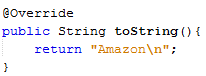 @Override
public String toString(){
    return "Amazon\n";
}